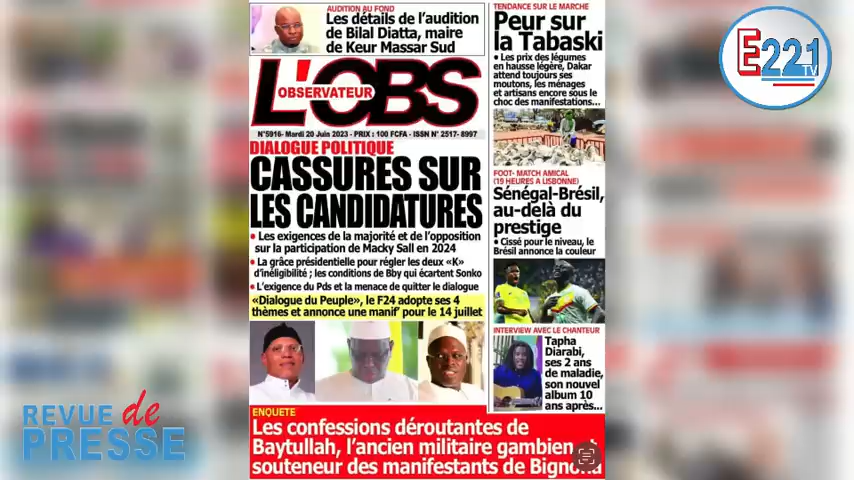 AUDITION AU FOND
Les détails de l'audition
de Bilal Diatta, maire
de Keur Massar Sud
L'OBS
OBSERVATEUR
N°5916- Mardi 20 Juin 2023 - PRIX : 100 FCFA - ISSN N° 2517- 8997
DIALOGUE POLITIQUE
CASSURES SUR
LES CANDIDATURES
• Les exigences de la majorité et de l'opposition
sur la participation de Macky Sall en 2024
• La grâce présidentielle pour régler les deux «K»
d'inéligibilité ; les conditions de Bby qui écartent Sonko
• L'exigence du Pds et la menace de quitter le dialogue
«Dialogue du Peuple», le F24 adopte ses 4
thèmes et annonce une manif' pour le 14 juillet
ENQUETE
Les confessions déroutantes de
Baytullah, l'ancien militaire gambien et
souteneur des manifestants de Bignona
TENDANCE SUR LE MARCHE
Peur sur
la Tabaski
• Les prix des légumes
en hausse légère, Dakar
attend toujours ses
moutons, les ménages
et artisans encore sous le
choc des manifestations...
FOOT- MATCH AMICAL
(19 HEURES A LISBONNE)
Sénégal-Brésil,
au-delà du
prestige
• Cissé pour le niveau, le
Brésil annonce la couleur
INTERVIEW AVEC LE CHANTEUR
Tapha
Diarabi,
ses 2 ans
de maladie,
son nouvel
album 10
ans après...
E221
TV
REVUE de
PRESSE